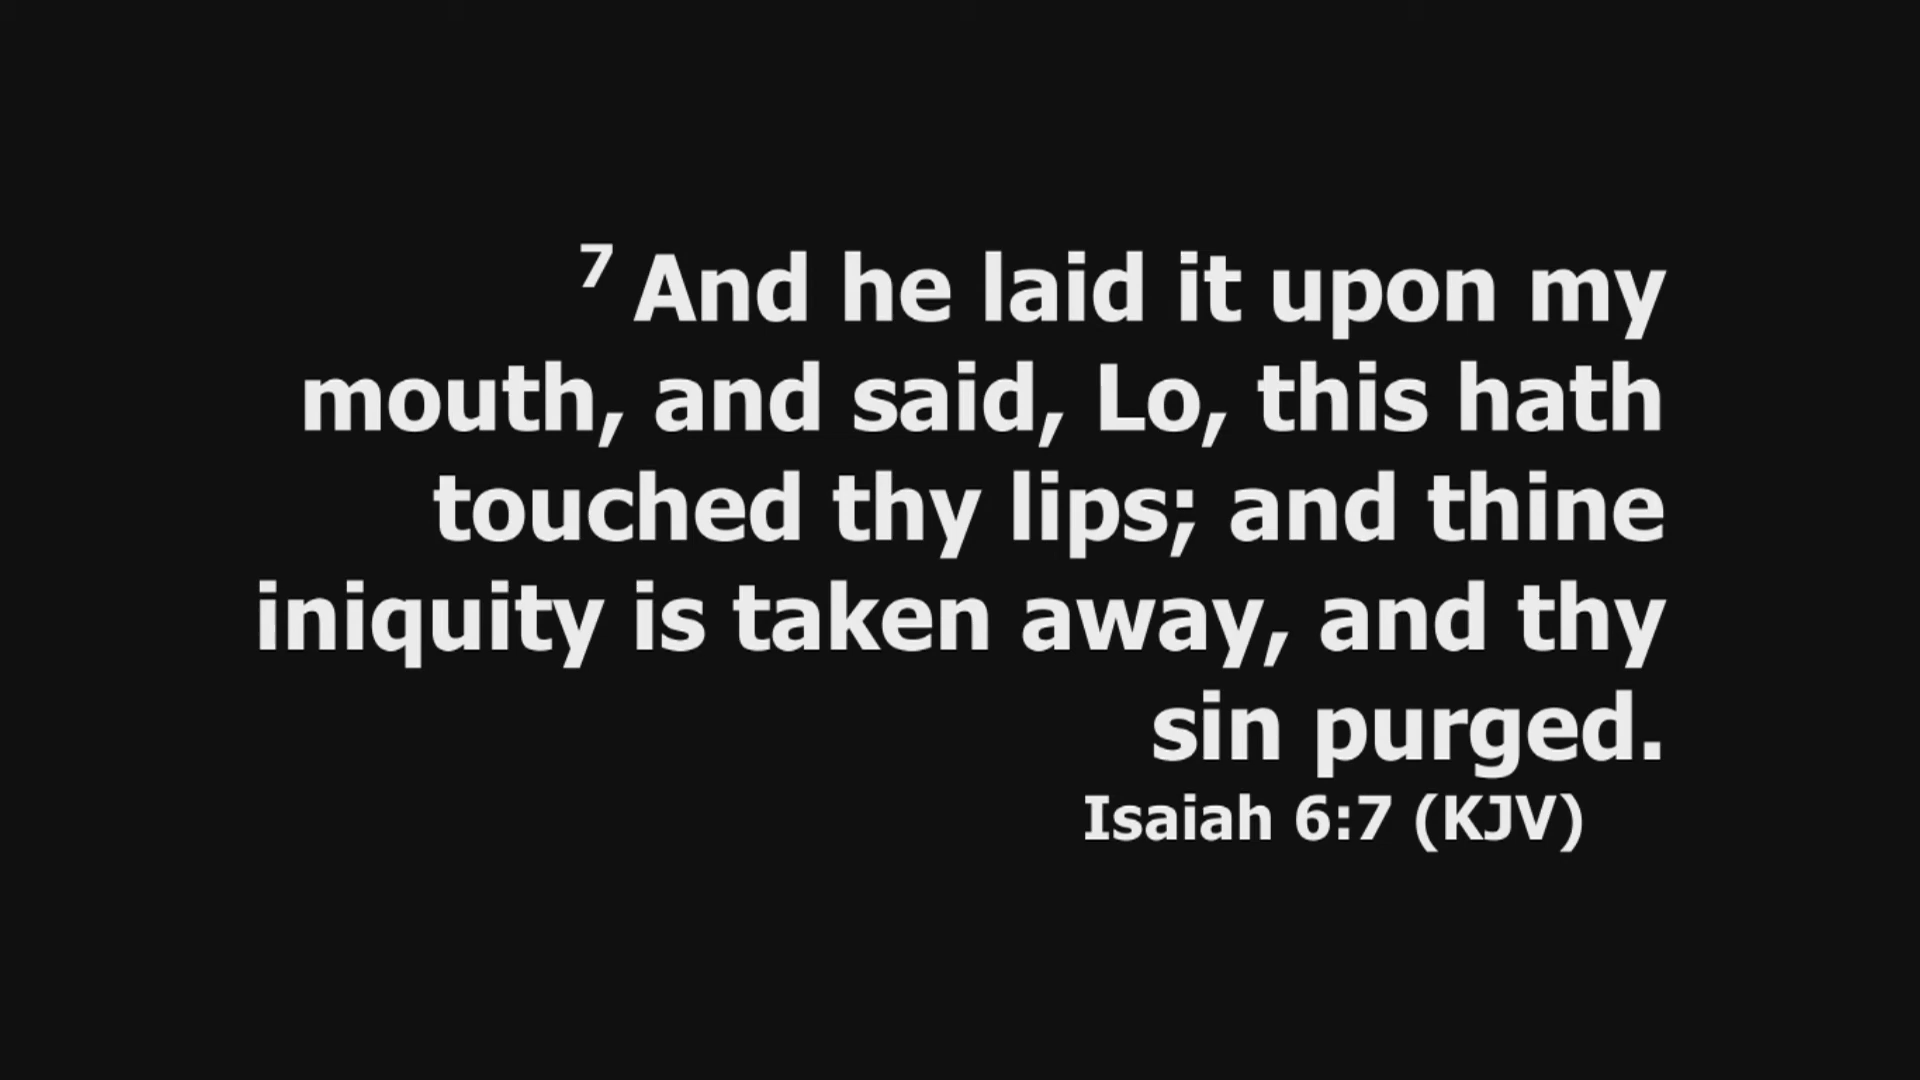 7 And he laid it upon my
mouth, and said, Lo, this hath
touched thy lips; and thine
iniquity is taken away, and thy
sin purged.
Isaiah 6:7 (KJV)